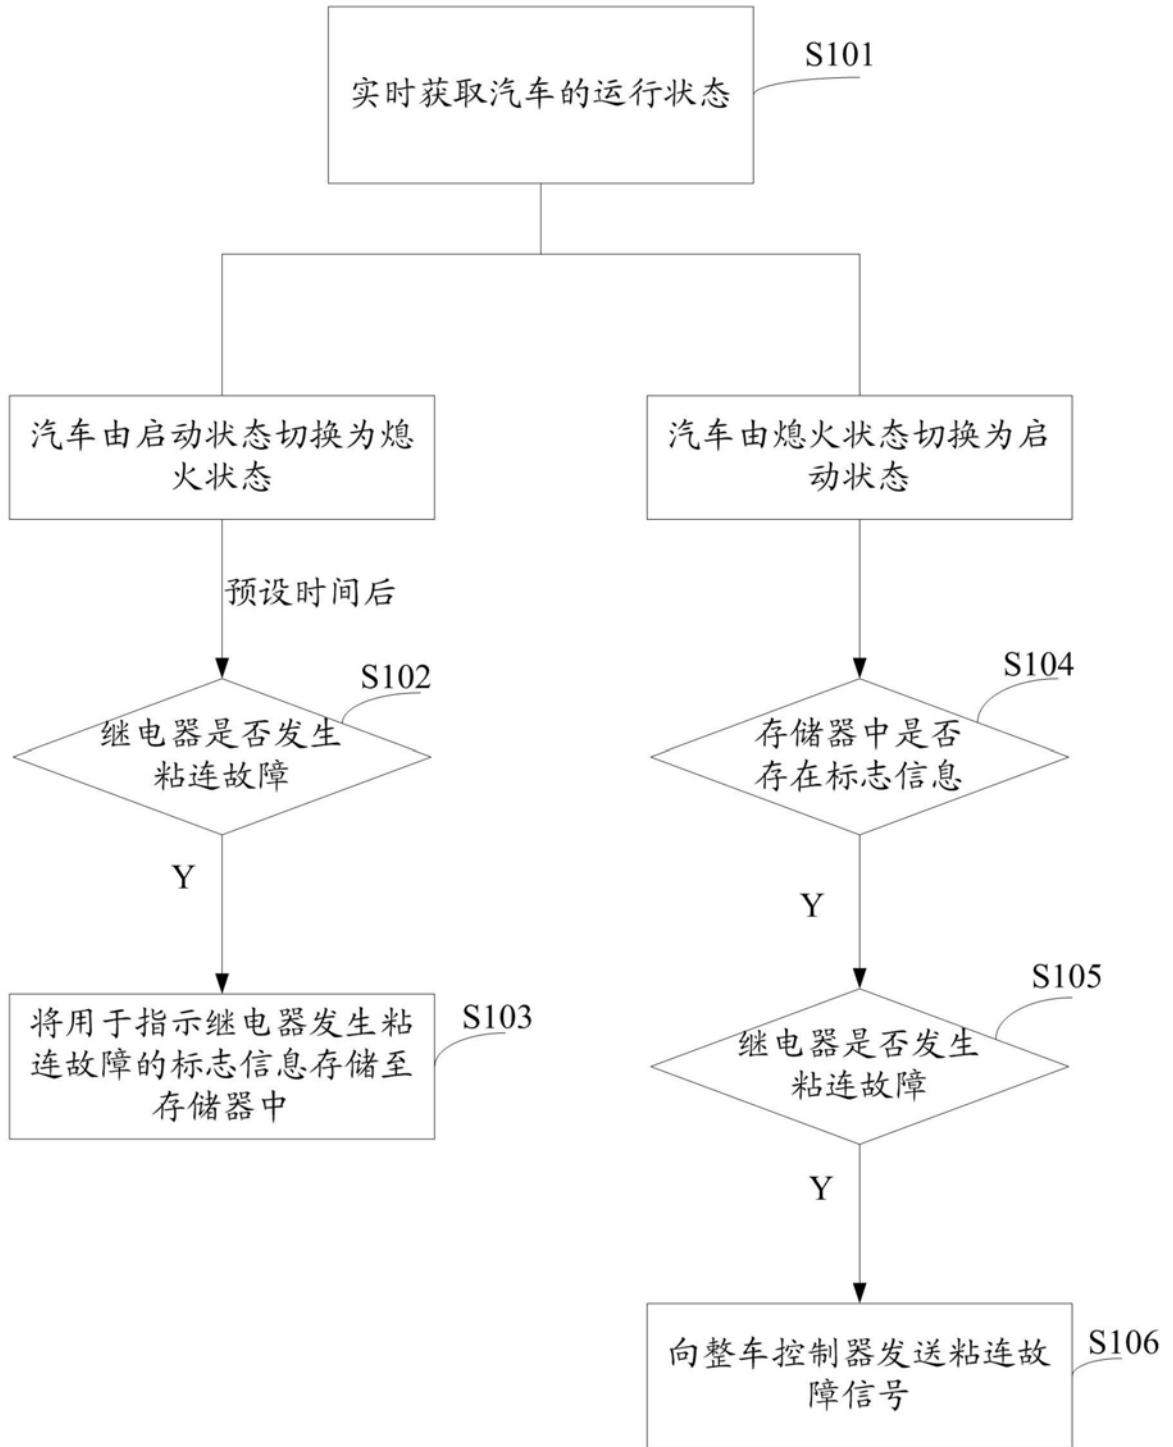 S101
实时获取汽车的运行状态
汽车由启动状态切换为熄
火状态
汽车由熄火状态切换为启
动状态
预设时间后
S102
继电器是否发生
粘连故障
S104
存储器中是否
存在标志信息
Y
Y
S103
将用于指示继电器发生粘
连故障的标志信息存储至
存储器中
S105
继电器是否发生
粘连故障
Y
S106
向整车控制器发送粘连故
障信号